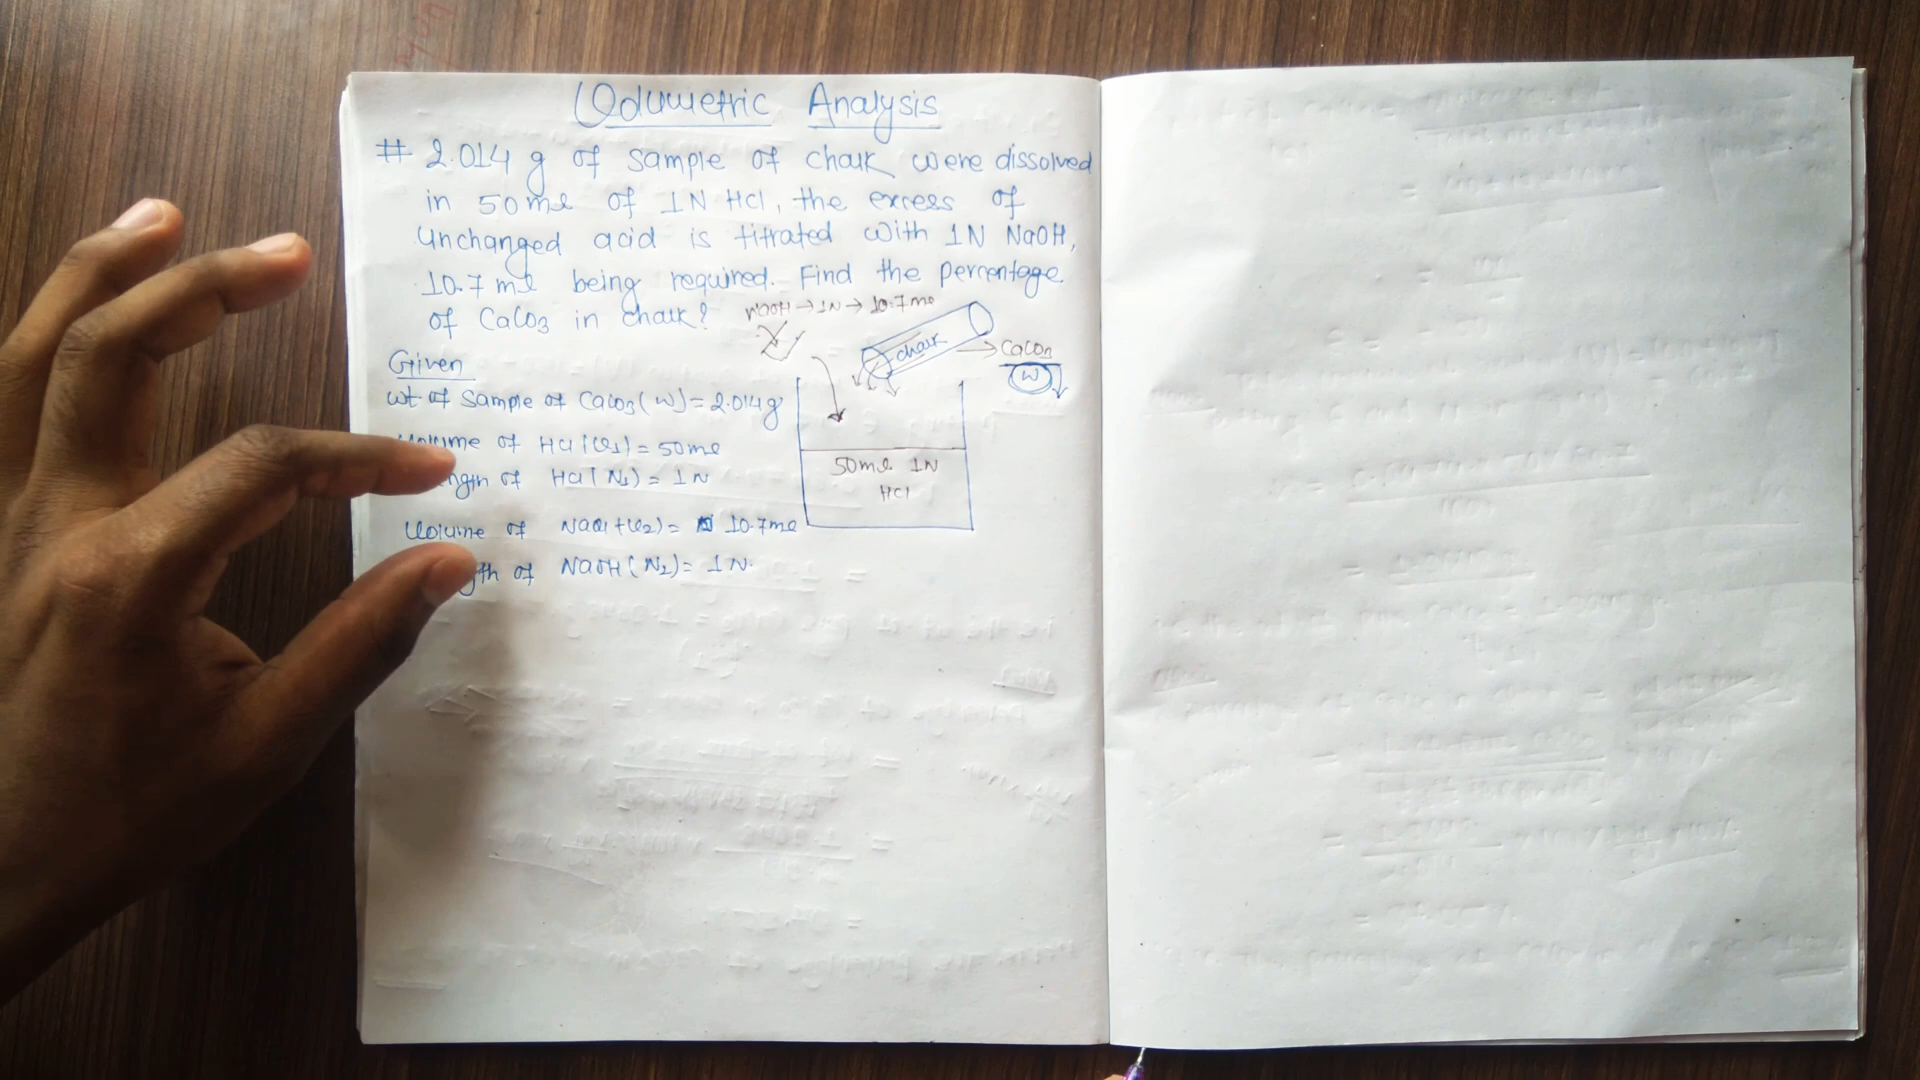 Volumetric Analysis
# 2.014 g of sample of chalk were dissolved
in 50 ml of 1N HCl, the excess of
unchanged acid is titrated with 1N NaOH,
10.7 ml being required. Find the percentage
of CaCO3 in chalk?
NaOH → 1N → 10.7 ml
chalk
CaCO3
W
Given
wt of sample of CaCO3 (W) = 2.014 g
Volume of HCl (V1) = 50 ml
of HCl (N1) = 1N
50 ml 1N
HCl
Volume of NaOH (V2) = 10.7 ml
of NaOH (N2) = 1N.